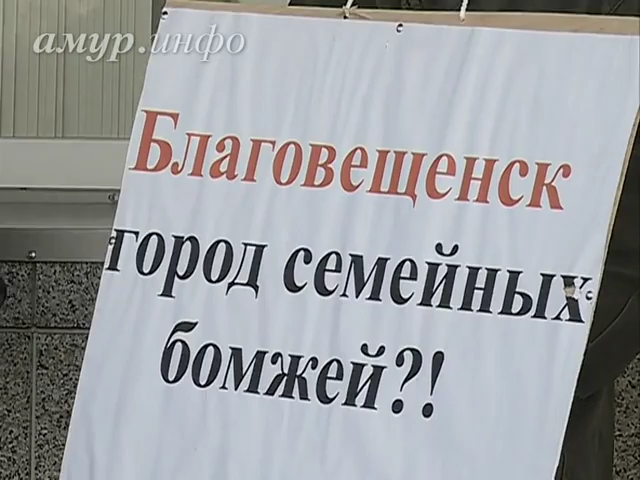 амур.инфо
Благовещенск
город семейных
бомжей?!